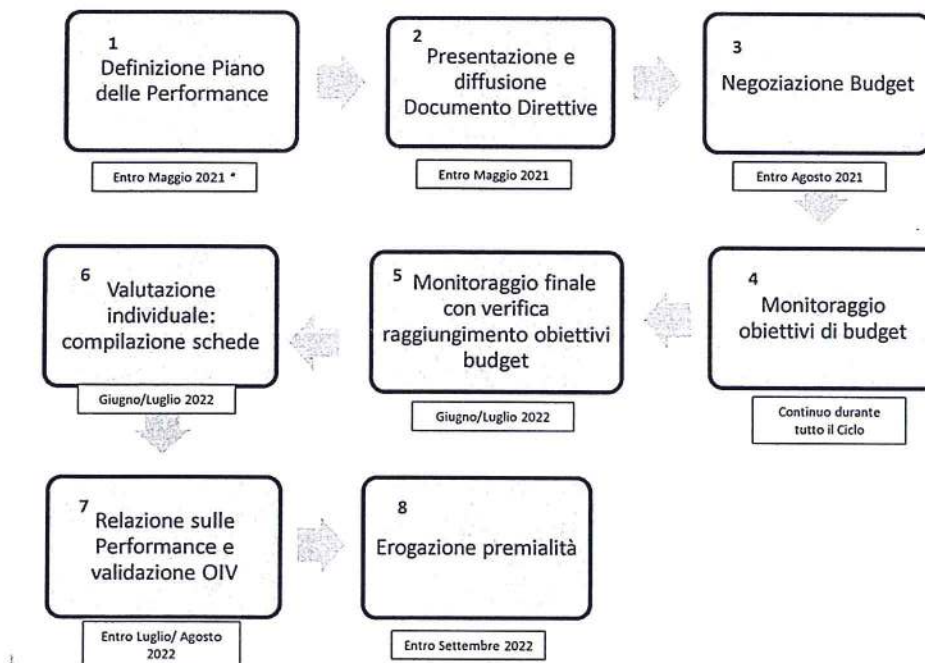 1
Definizione Piano
delle Performance
Entro Maggio 2021 *
2
Presentazione e
diffusione
Documento Direttive
Entro Maggio 2021
3
Negoziazione Budget
Entro Agosto 2021
4
Monitoraggio
obiettivi di budget
Continuo durante
tutto il Ciclo
5
Monitoraggio finale
con verifica
raggiungimento obiettivi
budget
Giugno/Luglio 2022
6
Valutazione
individuale:
compilazione schede
Giugno/Luglio 2022
7
Relazione sulle
Performance e
validazione OIV
Entro Luglio/ Agosto
2022
8
Erogazione premialità
Entro Settembre 2022